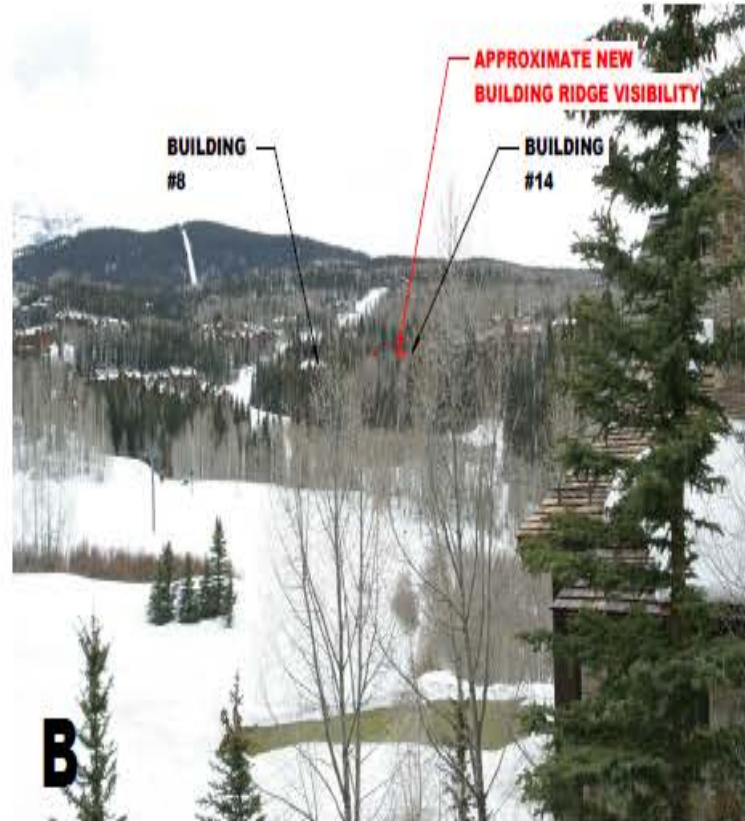 APPROXIMATE NEW
BUILDING RIDGE VISIBILITY
BUILDING
#8
BUILDING
#14
B